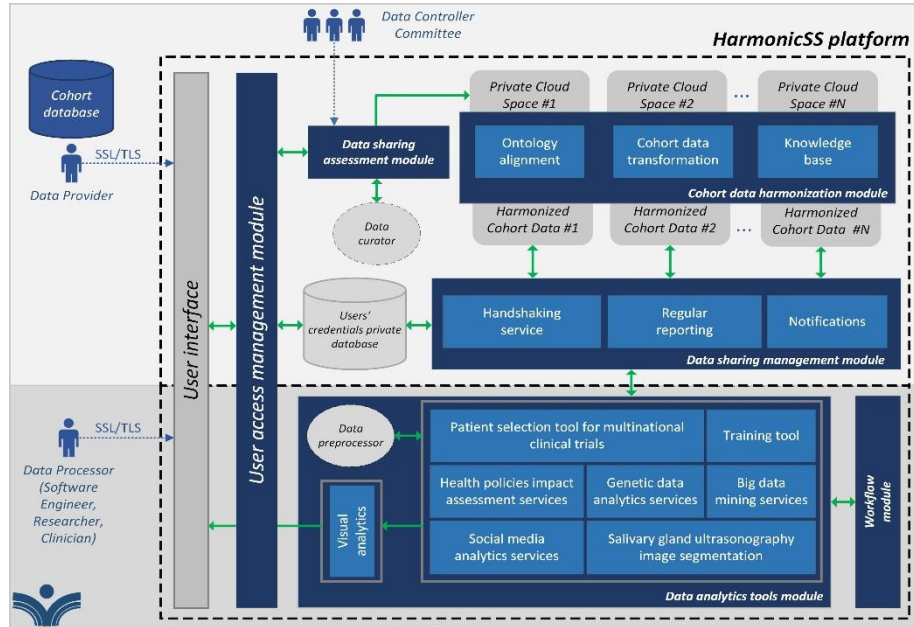 Data Controller
Committee
HarmonicSS platform
Cohort
database
SSL/TLS
Data Provider
User interface
User access management module
Data sharing
assessment module
Data
curator
Private Cloud
Space #1
Private Cloud
Space #2
...
Private Cloud
Space #N
Ontology
alignment
Cohort data
transformation
Knowledge
base
Cohort data harmonization module
Harmonized
Cohort Data #1
Harmonized
Cohort Data #2
...
Harmonized
Cohort Data #N
Users'
credentials private
database
Handshaking
service
Regular
reporting
Notifications
Data sharing management module
SSL/TLS
Data Processor
(Software
Engineer,
Researcher,
Clinician)
Data
preprocessor
Visual
analytics
Patient selection tool for multinational
clinical trials
Training tool
Health policies impact
assessment services
Genetic data
analytics services
Big data
mining services
Social media
analytics services
Salivary gland ultrasonography
image segmentation
Data analytics tools module
Workflow
module